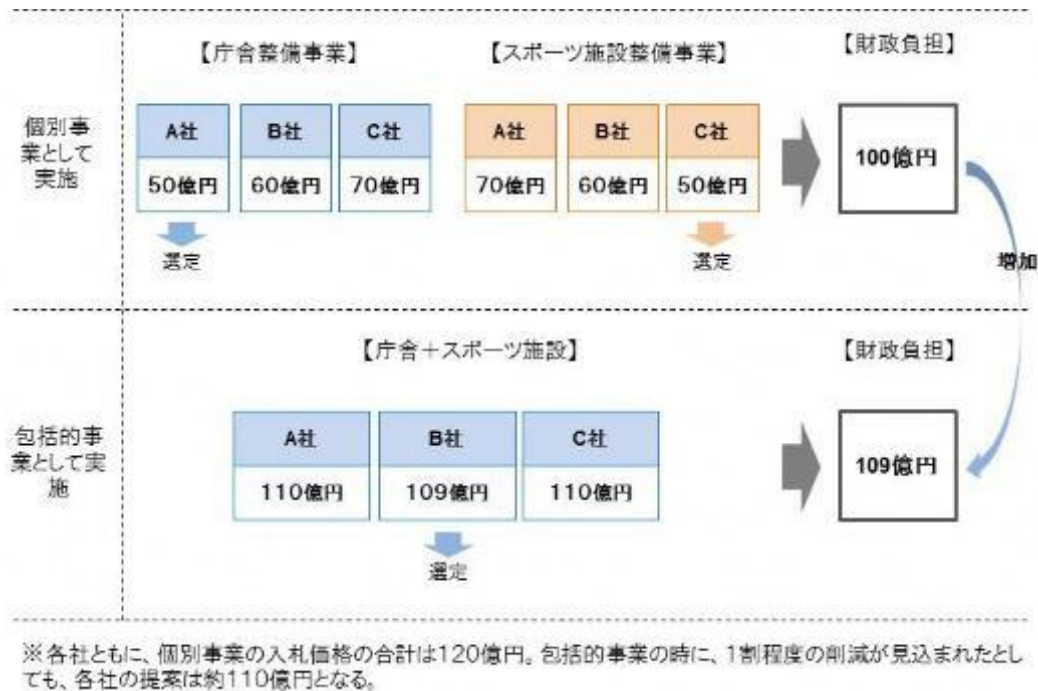 【庁舎整備事業】 【スポーツ施設整備事業】 【財政負担】
個別事
業として
実施
A社 B社 C社 A社 B社 C社
50億円 60億円 70億円 70億円 60億円 50億円 100億円
選定 選定 増加
【庁舎+スポーツ施設】 【財政負担】
包括的事
業として実
施
A社 B社 C社
110億円 109億円 110億円 109億円
選定
※各社ともに、個別事業の入札価格の合計は120億円。包括的事業の時に、1割程度の削減が見込まれたとし
ても、各社の提案は約110億円となる。